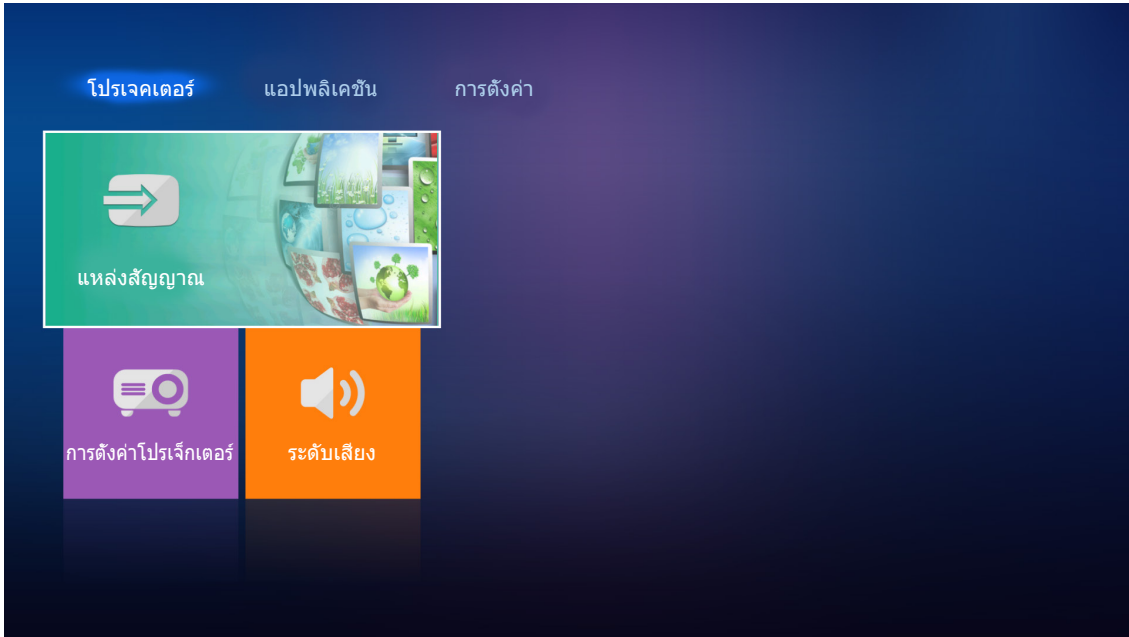 โปรเจคเตอร์ แอปพลิเคชัน การตั้งค่า
แหล่งสัญญาณ
การตั้งค่าโปรเจ็กเตอร์ ระดับเสียง